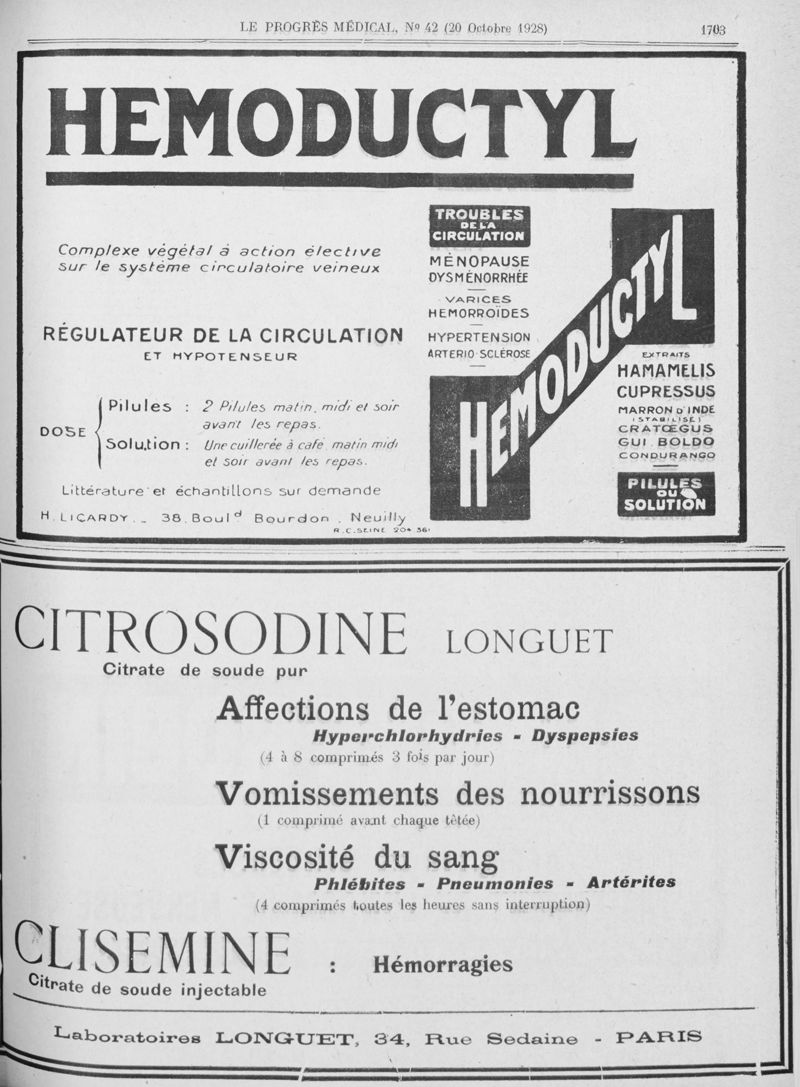 LE PROGRÈS MÉDICAL, Nº 42 (20 Octobre 1928)
1703
HEMODUCTYL
Complexe végétal à action élective
sur le système circulatoire veineux
RÉGULATEUR DE LA CIRCULATION
ET HYPOTENSEUR
DOSE
Pilules : 2 Pilules matin, midi et soir
avant les repas.
Solution : Une cuillerée à café matin midi
et soir avant les repas.
Littérature et échantillons sur demande
H. LICARDY._ 38. Boulᵈ Bourdon . Neuilly
R.C. SEINE
TROUBLES
DE LA
CIRCULATION
MÉNOPAUSE
DYSMÉNORRHÉE
VARICES
HEMORROÏDES
HYPERTENSION
ARTERIO-SCLÉROSE
HEMODUCTYL
EXTRAITS
HAMAMELIS
CUPRESSUS
MARRON D'INDE
(STABILISÉ)
CRATŒGUS
GUI. BOLDO
CONDURANGO
PILULES
OU
SOLUTION
CITROSODINE LONGUET
Citrate de soude pur
Affections de l'estomac
Hyperchlorhydries - Dyspepsies
(4 à 8 comprimés 3 fois par jour)
Vomissements des nourrissons
(1 comprimé avant chaque têtée)
Viscosité du sang
Phlébites - Pneumonies - Artérites
(4 comprimés toutes les heures sans interruption)
CLISEMINE : Hémorragies
Citrate de soude injectable
Laboratoires LONGUET, 34, Rue Sedaine - PARIS